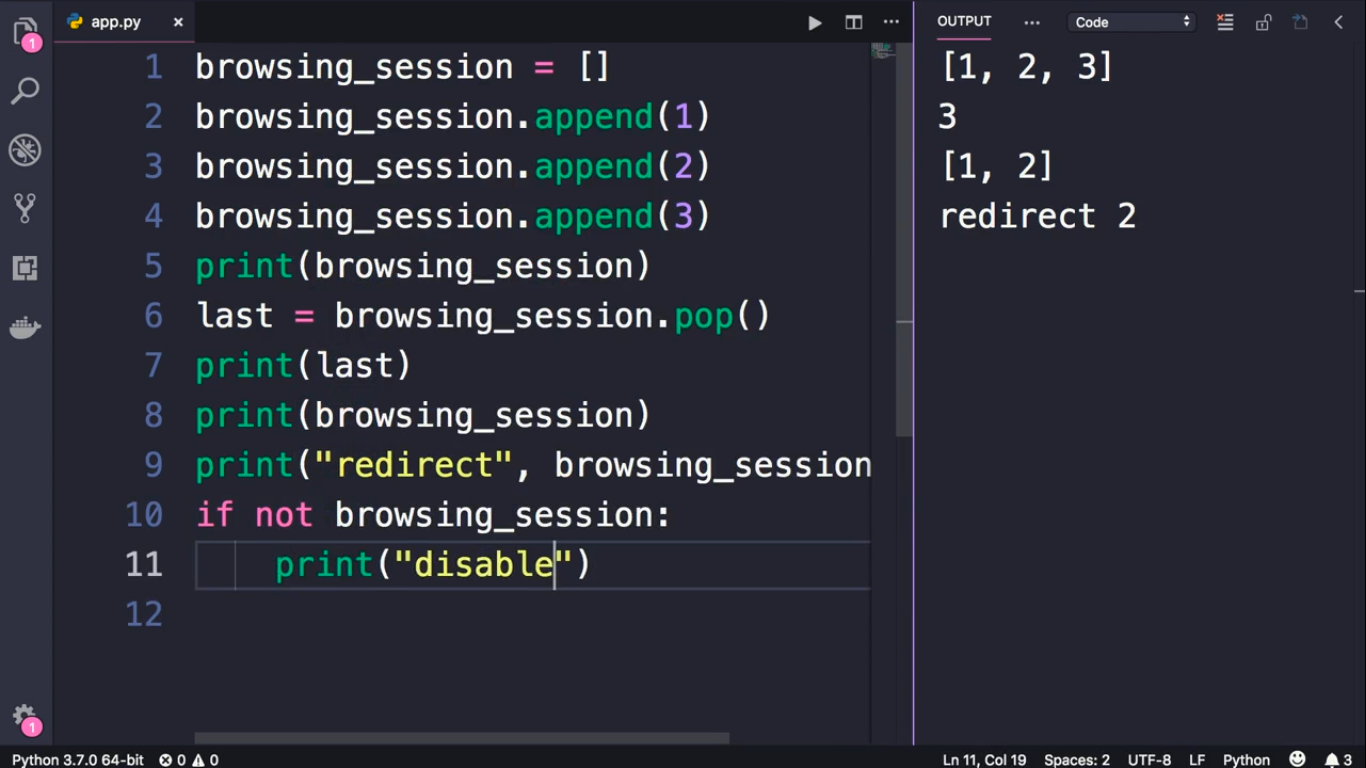 app.py ×
1 browsing_session = []
2 browsing_session.append(1)
3 browsing_session.append(2)
4 browsing_session.append(3)
5 print(browsing_session)
6 last = browsing_session.pop()
7 print(last)
8 print(browsing_session)
9 print("redirect", browsing_session
10 if not browsing_session:
11     print("disable")
12
OUTPUT ··· Code
[1, 2, 3]
3
[1, 2]
redirect 2
1
1
Python 3.7.0 64-bit 0 0 Ln 11, Col 19 Spaces: 2 UTF-8 LF Python 3